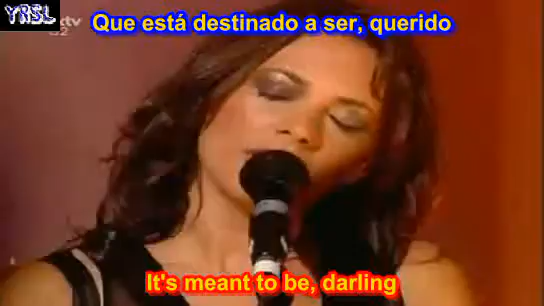 YRSL
Que está destinado a ser, querido
It's meant to be, darling